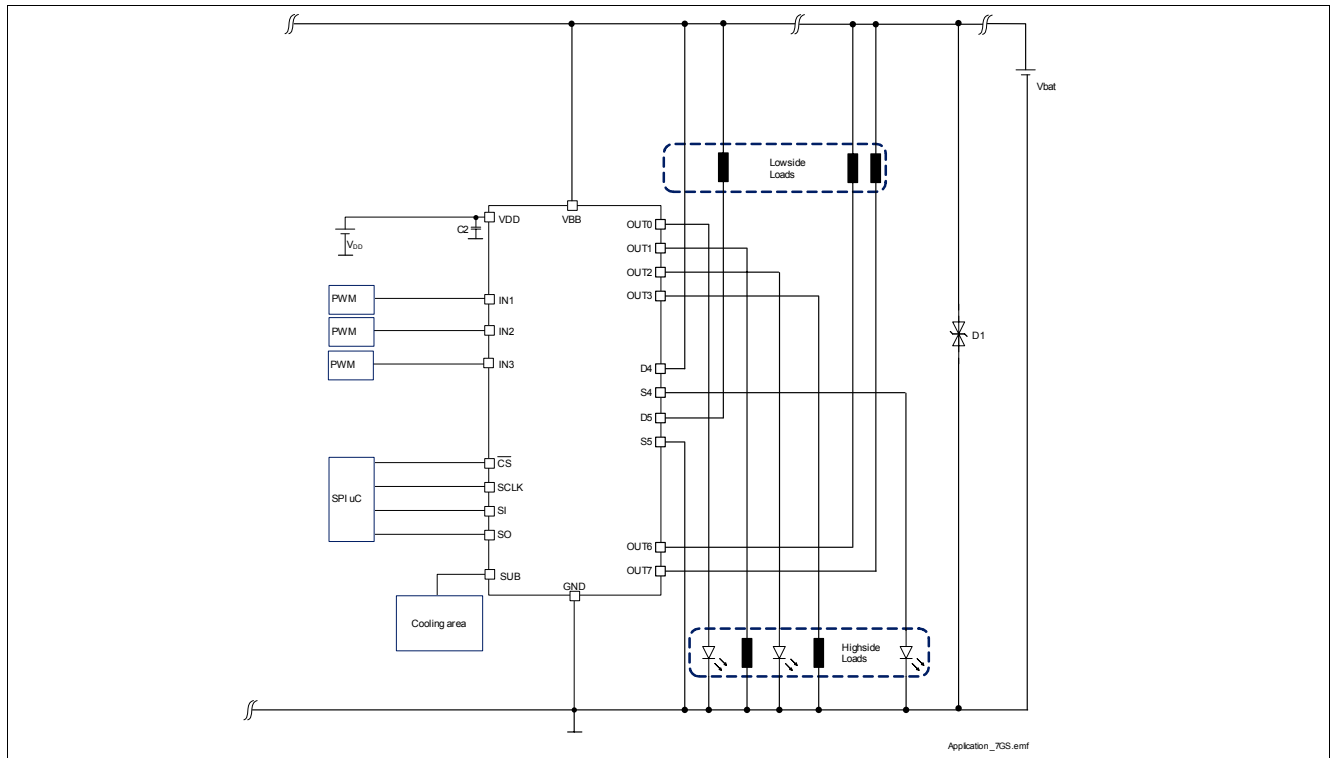 Vbat
Lowside
Loads
VDD
VBB
C2
VDD
OUT0
OUT1
OUT2
OUT3
PWM
IN1
PWM
IN2
PWM
IN3
D1
D4
S4
D5
S5
SPI uC
CS
SCLK
SI
SO
OUT6
OUT7
SUB
GND
Cooling area
Highside
Loads
Application_7GS.emf